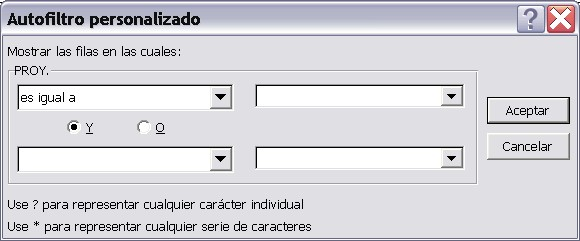 Autofiltro personalizado
Mostrar las filas en las cuales:
PROY.
es igual a
Y O
Aceptar
Cancelar
Use ? para representar cualquier carácter individual
Use * para representar cualquier serie de caracteres